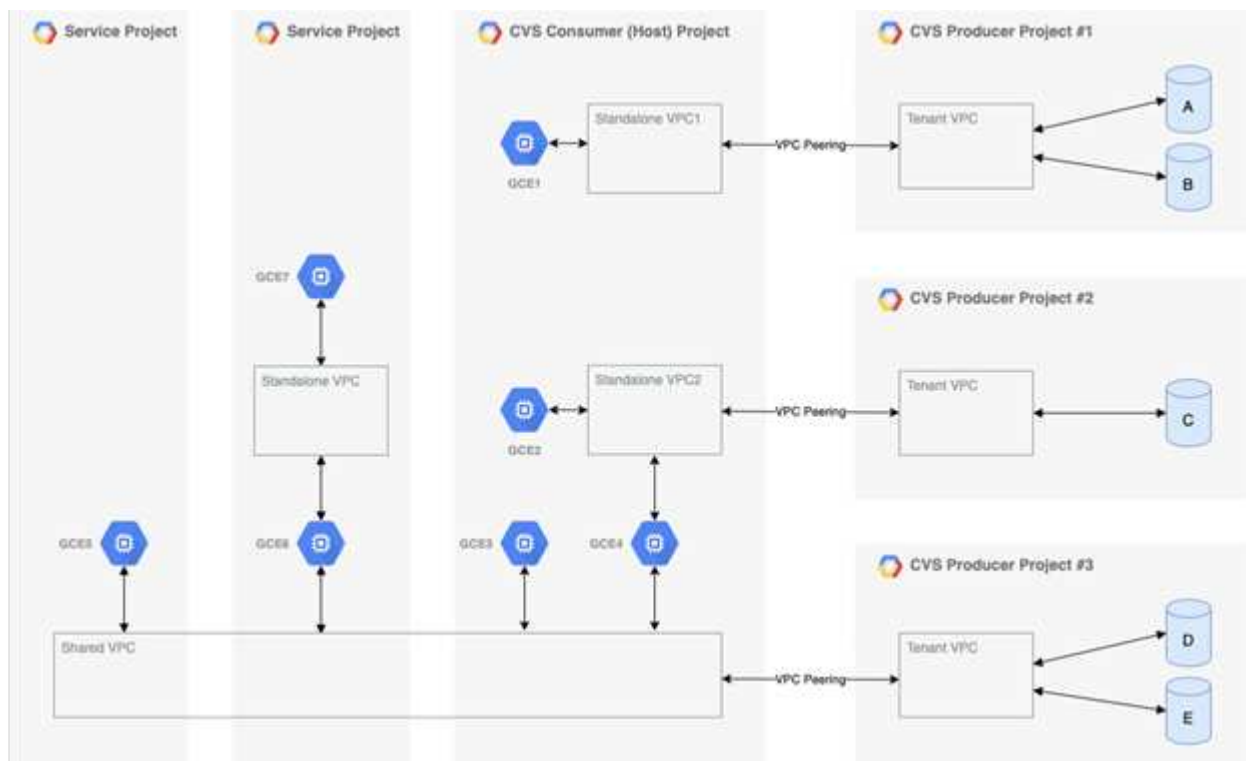 Service Project
Service Project
CVS Consumer (Host) Project
CVS Producer Project #1
Standalone VPC1
Tenant VPC
A
VPC Peering
GCE1
B
GCE7
CVS Producer Project #2
Standalone VPC
Standalone VPC2
Tenant VPC
VPC Peering
C
GCE2
GCE5
GCE6
GCE3
GCE4
CVS Producer Project #3
Shared VPC
Tenant VPC
D
VPC Peering
E